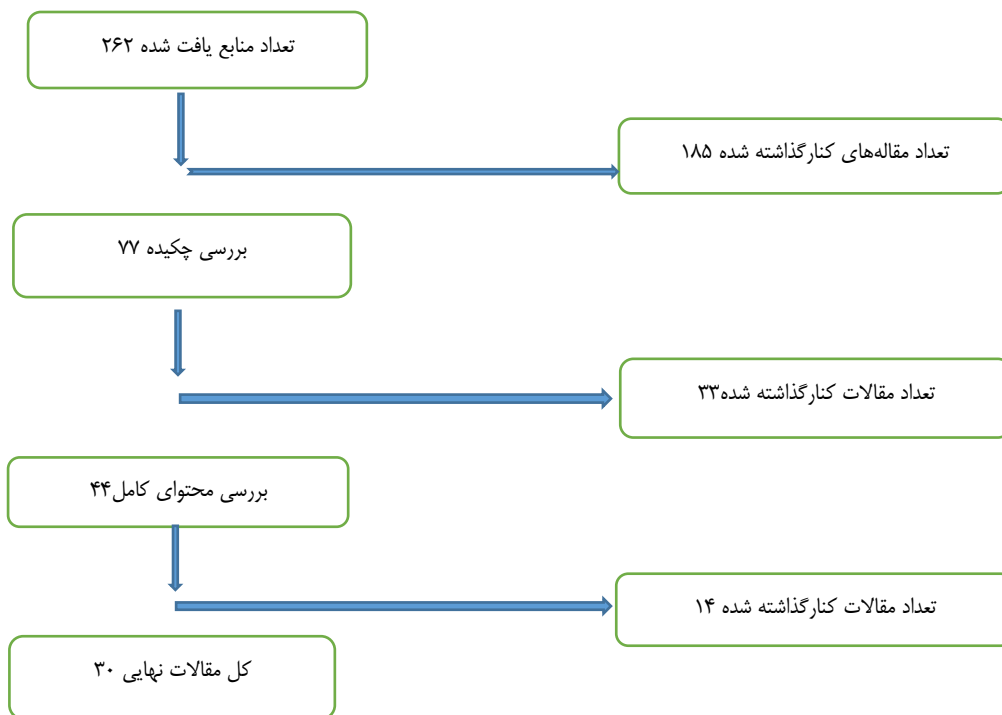 تعداد منابع یافت شده ۲۶۲
تعداد مقاله‌های کنارگذاشته شده ۱۸۵
بررسی چکیده ۷۷
تعداد مقالات کنارگذاشته شده۳۳
بررسی محتوای کامل۴۴
تعداد مقالات کنارگذاشته شده ۱۴
کل مقالات نهایی ۳۰